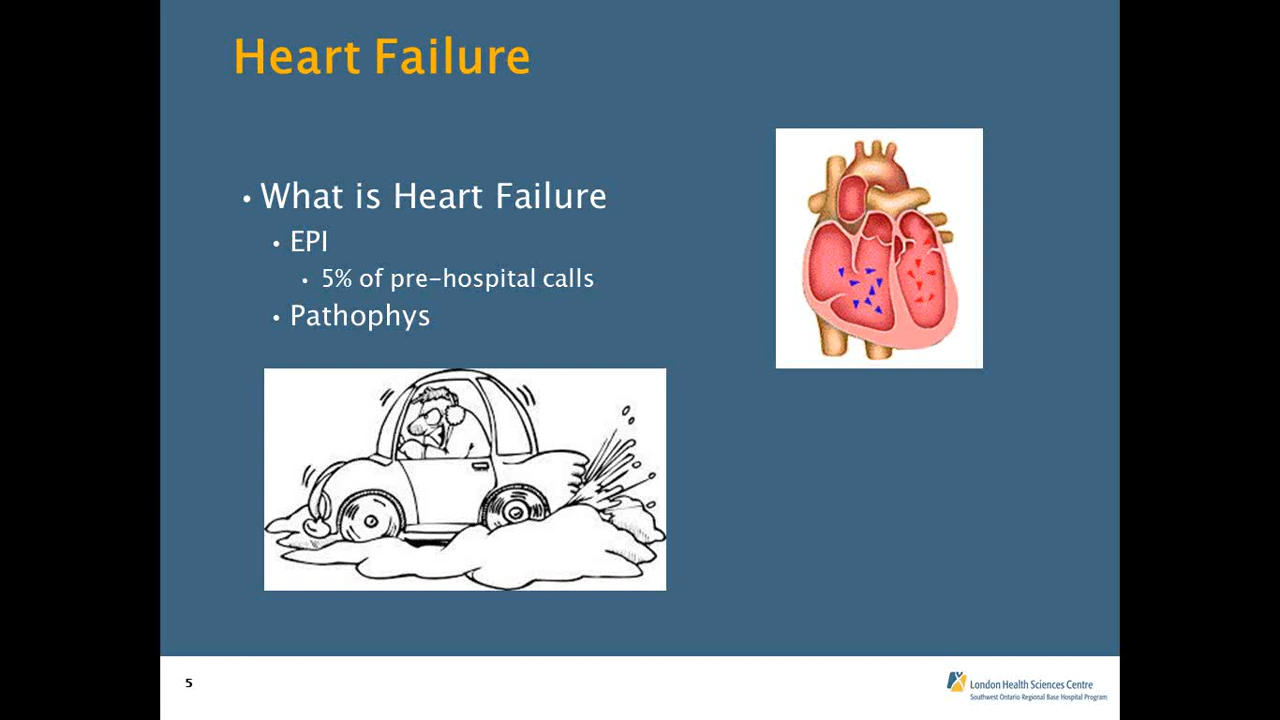 Heart Failure
• What is Heart Failure
• EPI
• 5% of pre-hospital calls
• Pathophys
5
London Health Sciences Centre
Southwest Ontario Regional Base Hospital Program